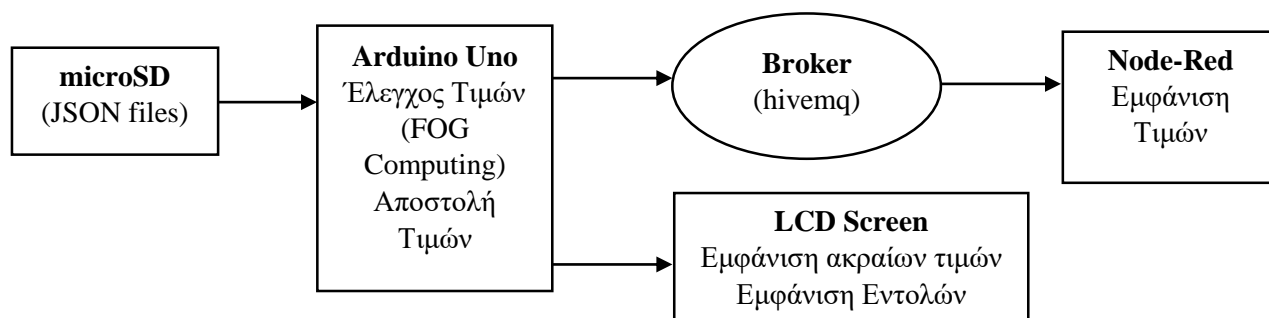 microSD
(JSON files)
Arduino Uno
Έλεγχος Τιμών
(FOG
Computing)
Αποστολή
Τιμών
Broker
(hivemq)
Node-Red
Εμφάνιση
Τιμών
LCD Screen
Εμφάνιση ακραίων τιμών
Εμφάνιση Εντολών